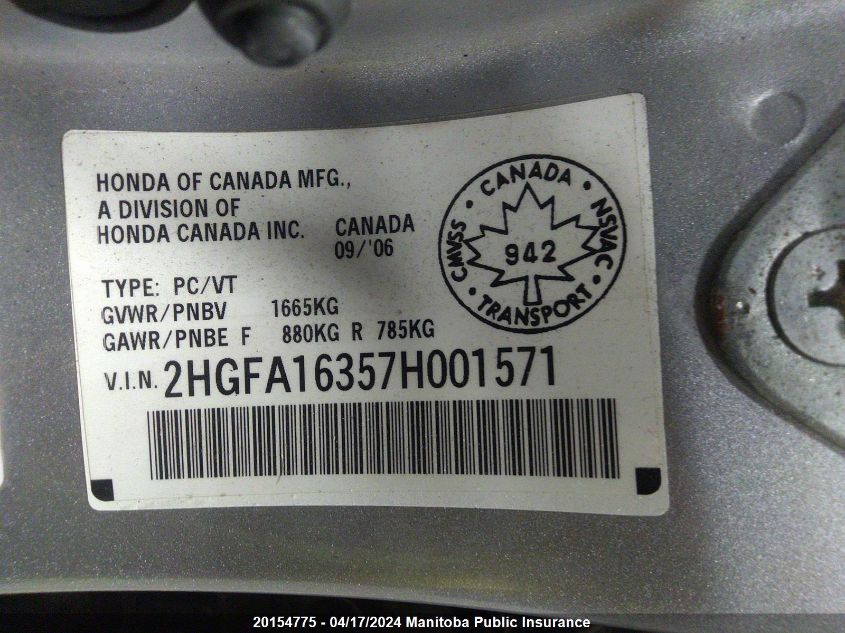 HONDA OF CANADA MFG.,
A DIVISION OF
HONDA CANADA INC. CANADA
09/'06
TYPE: PC/VT
GVWR/PNBV 1665KG
GAWR/PNBE F 880KG R 785KG
V.I.N. 2HGFA16357H001571
• CANADA •
CMVSS
NSVAC
942
• TRANSPORT •
20154775 - 04/17/2024 Manitoba Public Insurance